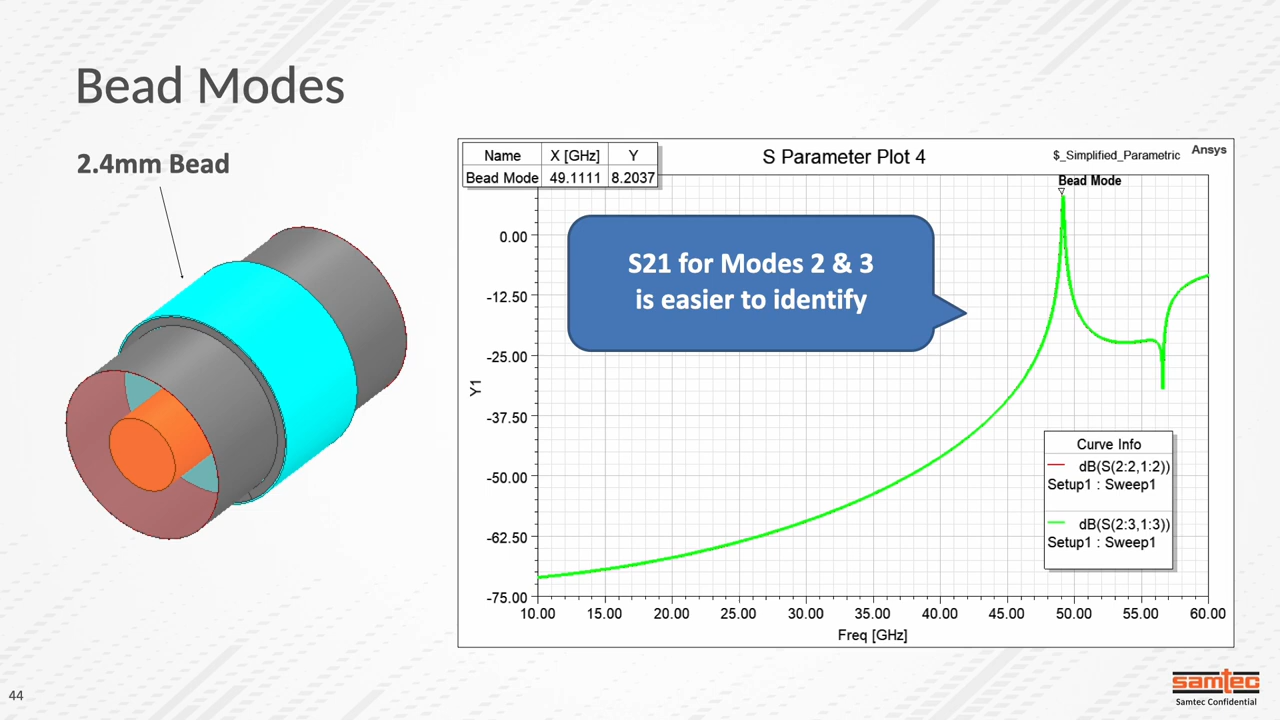 Bead Modes
2.4mm Bead
Name X [GHz] Y
Bead Mode 49.1111 8.2037
S Parameter Plot 4
$_Simplified_Parametric
Ansys
Bead Mode
S21 for Modes 2 & 3
is easier to identify
0.00
-12.50
-25.00
-37.50
-50.00
-62.50
-75.00
Y1
Curve Info
dB(S(2:2,1:2))
Setup1 : Sweep1
dB(S(2:3,1:3))
Setup1 : Sweep1
10.00 15.00 20.00 25.00 30.00 35.00 40.00 45.00 50.00 55.00 60.00
Freq [GHz]
44
samtec
Samtec Confidential